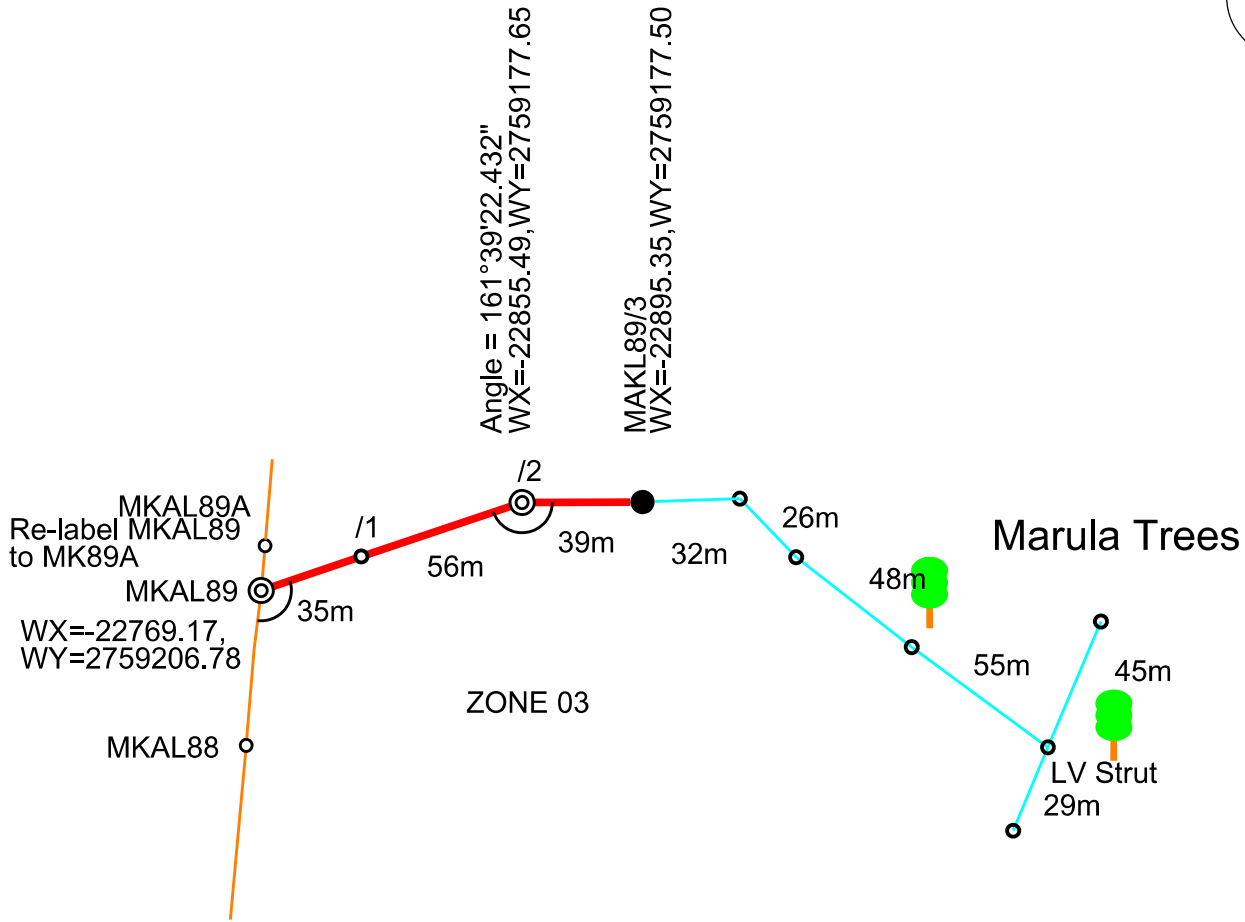 Angle = 161°39'22.432"
WX=-22855.49,WY=2759177.65
MAKL89/3
WX=-22895.35,WY=2759177.50
/2
MKAL89A
Re-label MKAL89
to MK89A
/1
39m
26m
32m
56m
Marula Trees
48m
MKAL89
35m
WX=-22769.17,
WY=2759206.78
55m
45m
ZONE 03
MKAL88
LV Strut
29m